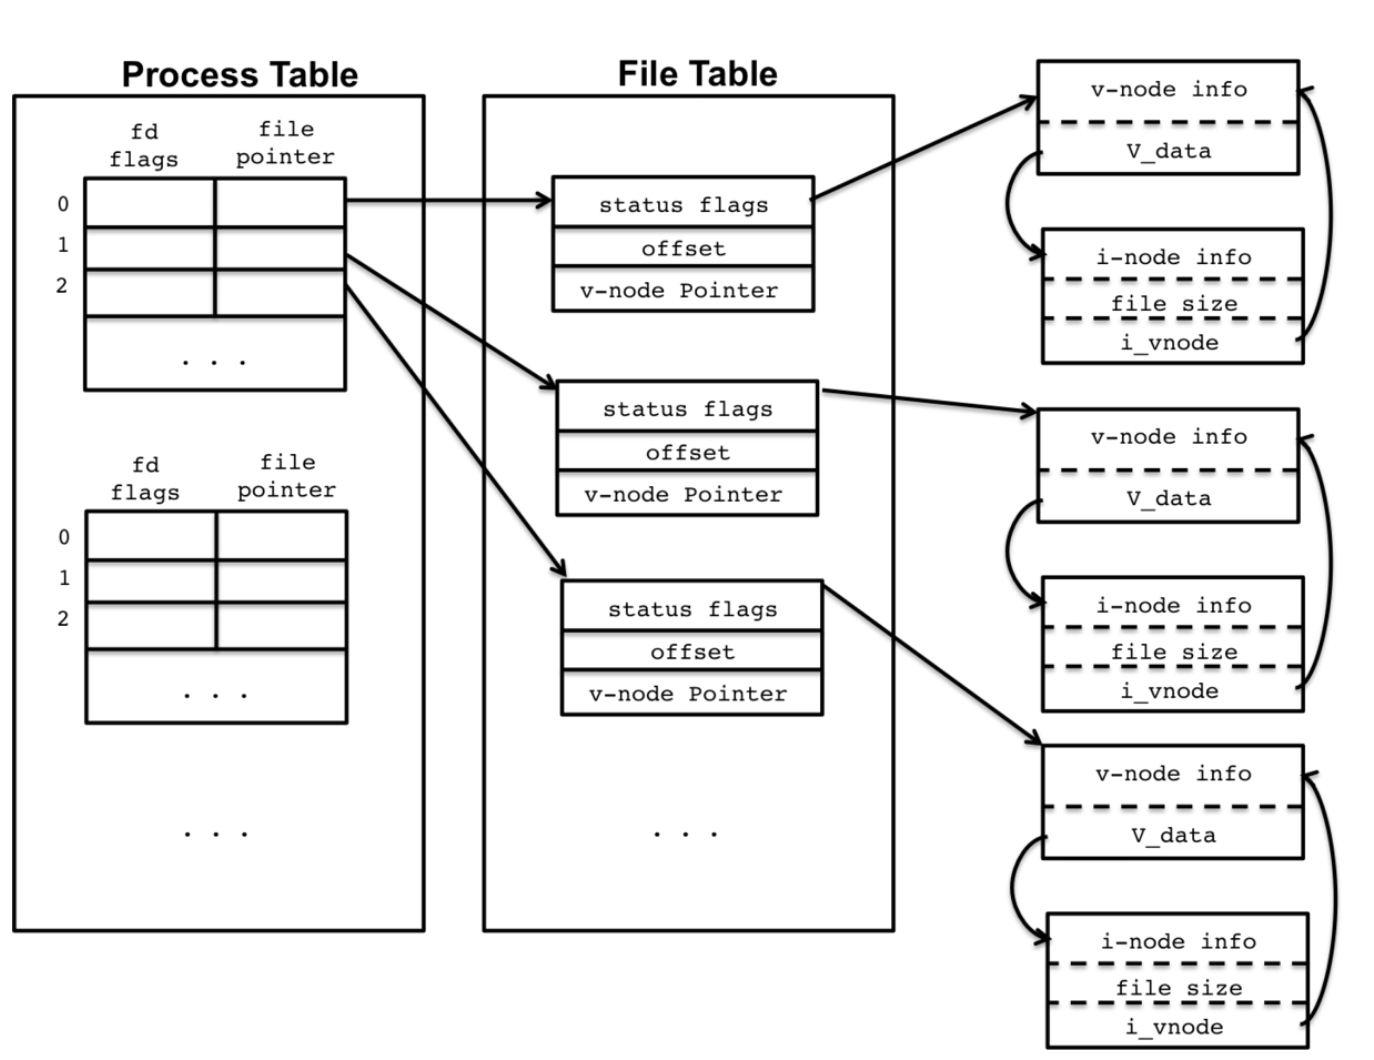 Process Table
fd
flags
file
pointer
0
1
2
. . .
fd
flags
file
pointer
0
1
2
. . .
. . .
File Table
status flags
offset
v-node Pointer
status flags
offset
v-node Pointer
status flags
offset
v-node Pointer
. . .
v-node info
V_data
i-node info
file size
i_vnode
v-node info
V_data
i-node info
file size
i_vnode
v-node info
V_data
i-node info
file size
i_vnode